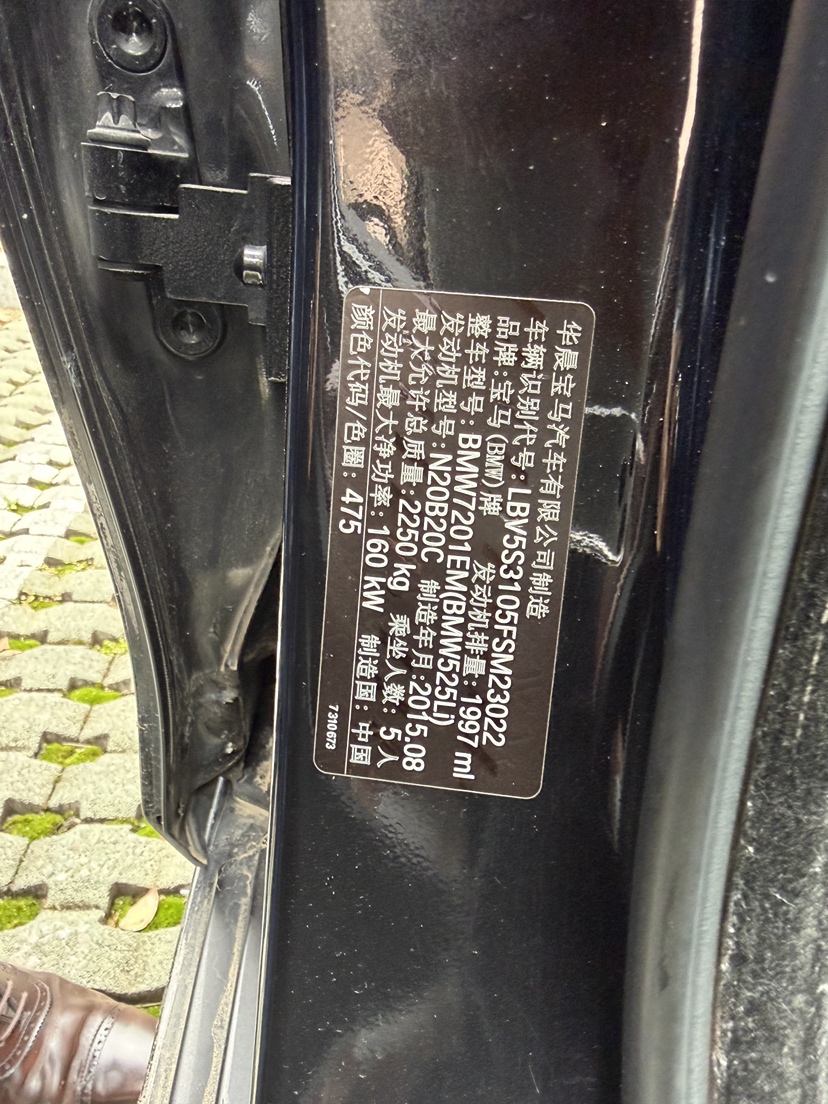 华晨宝马汽车有限公司制造
车辆识别代号: LBV5S3105FSM23022
品牌: 宝马(BMW)牌 发动机排量: 1997 ml
整车型号: BMW7201EM(BMW525Li)
发动机型号: N20B20C 制造年月: 2015.08
最大允许总质量: 2250 kg 乘坐人数: 5人
发动机最大净功率: 160 kW 制造国: 中国
颜色代码/色圈: 475
7310673